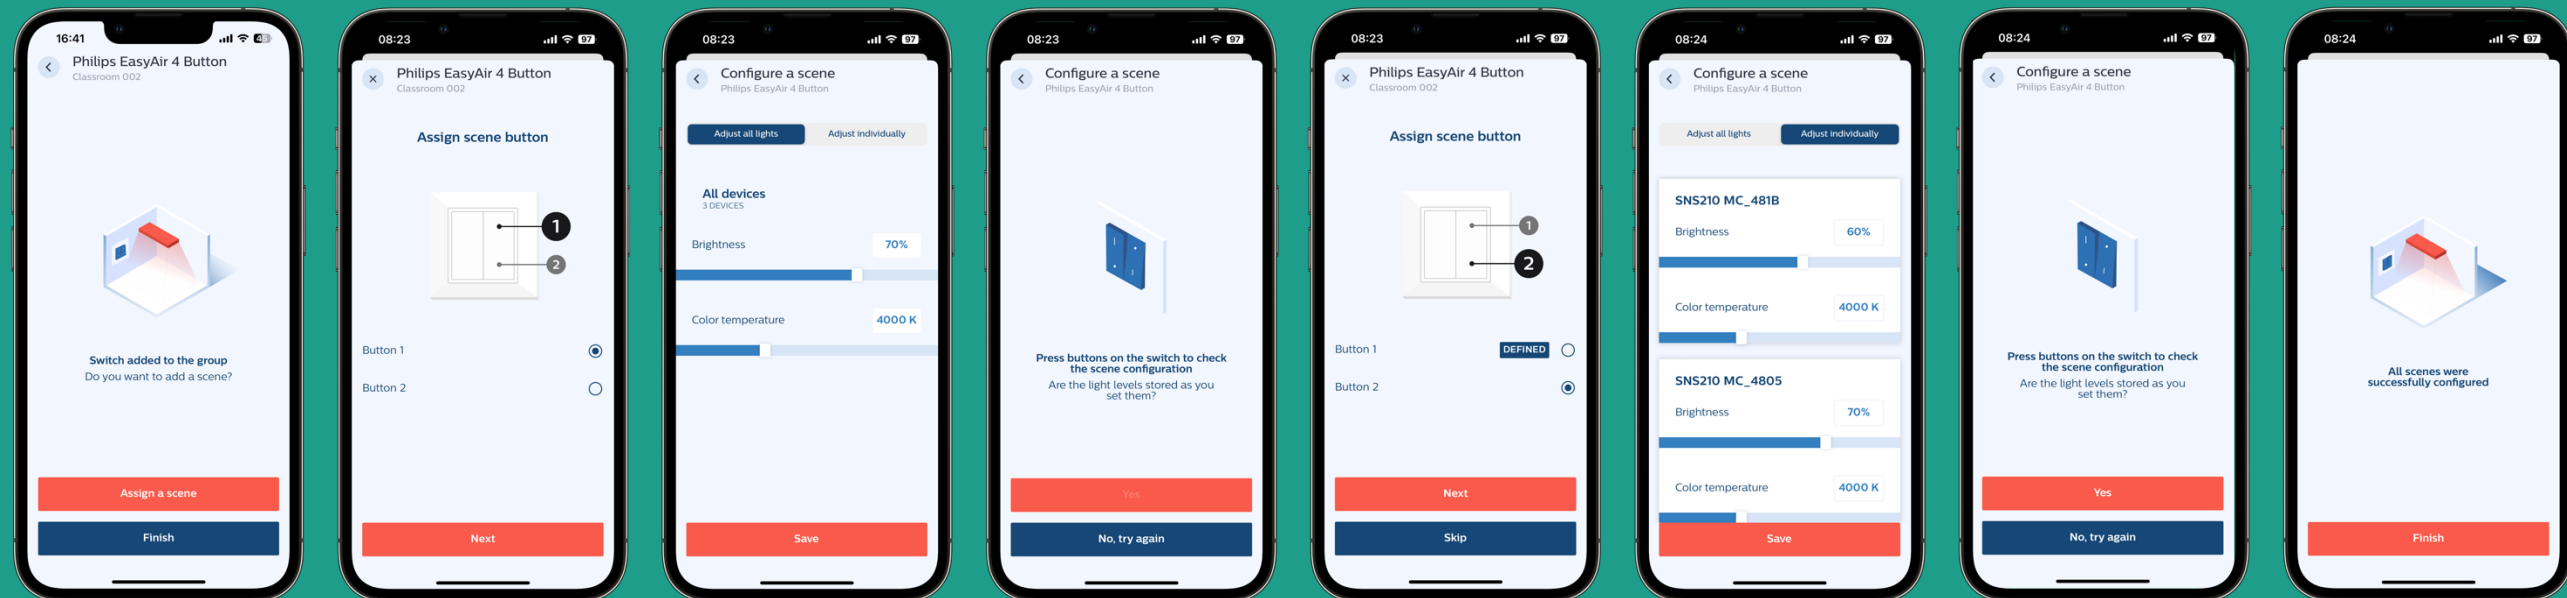 16:41
Philips EasyAir 4 Button
Classroom 002
Switch added to the group
Do you want to add a scene?
Assign a scene
Finish
08:23
97
Philips EasyAir 4 Button
Classroom 002
Assign scene button
1
2
Button 1
Button 2
Next
08:23
97
Configure a scene
Philips EasyAir 4 Button
Adjust all lights
Adjust individually
All devices
3 DEVICES
Brightness
70%
Color temperature
4000 K
Save
08:23
97
Configure a scene
Philips EasyAir 4 Button
Press buttons on the switch to check
the scene configuration
Are the light levels stored as you
set them?
Yes
No, try again
08:23
97
Philips EasyAir 4 Button
Classroom 002
Assign scene button
1
2
Button 1
DEFINED
Button 2
Next
Skip
08:24
97
Configure a scene
Philips EasyAir 4 Button
Adjust all lights
Adjust individually
SNS210 MC_481B
Brightness
60%
Color temperature
4000 K
SNS210 MC_4805
Brightness
70%
Color temperature
4000 K
Save
08:24
97
Configure a scene
Philips EasyAir 4 Button
Press buttons on the switch to check
the scene configuration
Are the light levels stored as you
set them?
Yes
No, try again
08:24
97
All scenes were
successfully configured
Finish